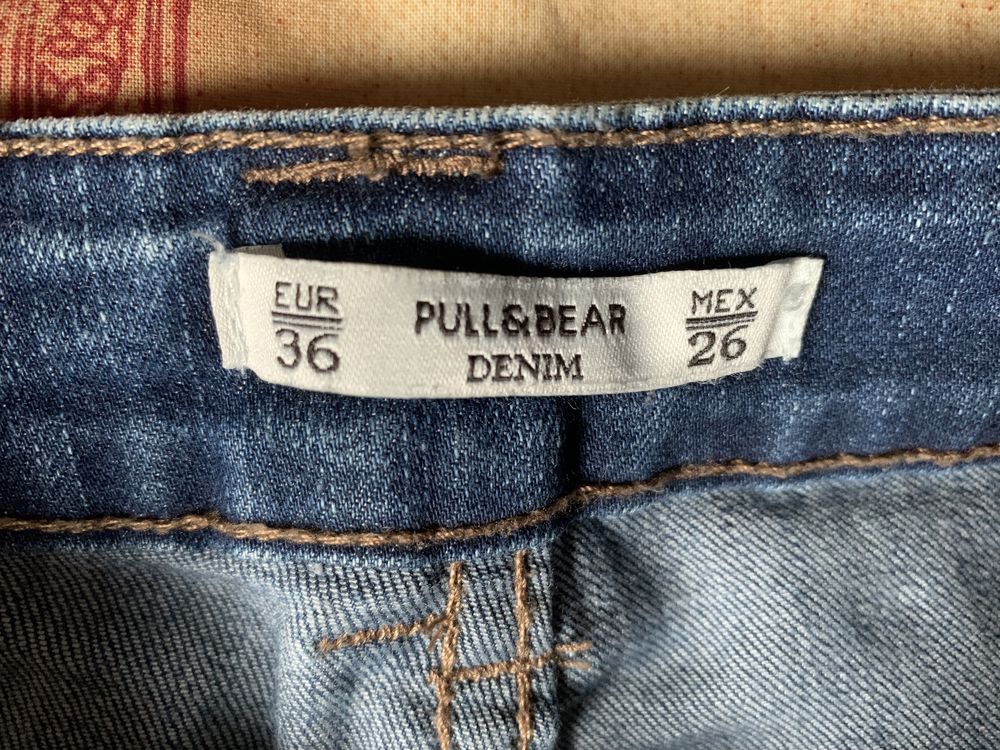 EUR
36
PULL&BEAR
DENIM
MEX
26